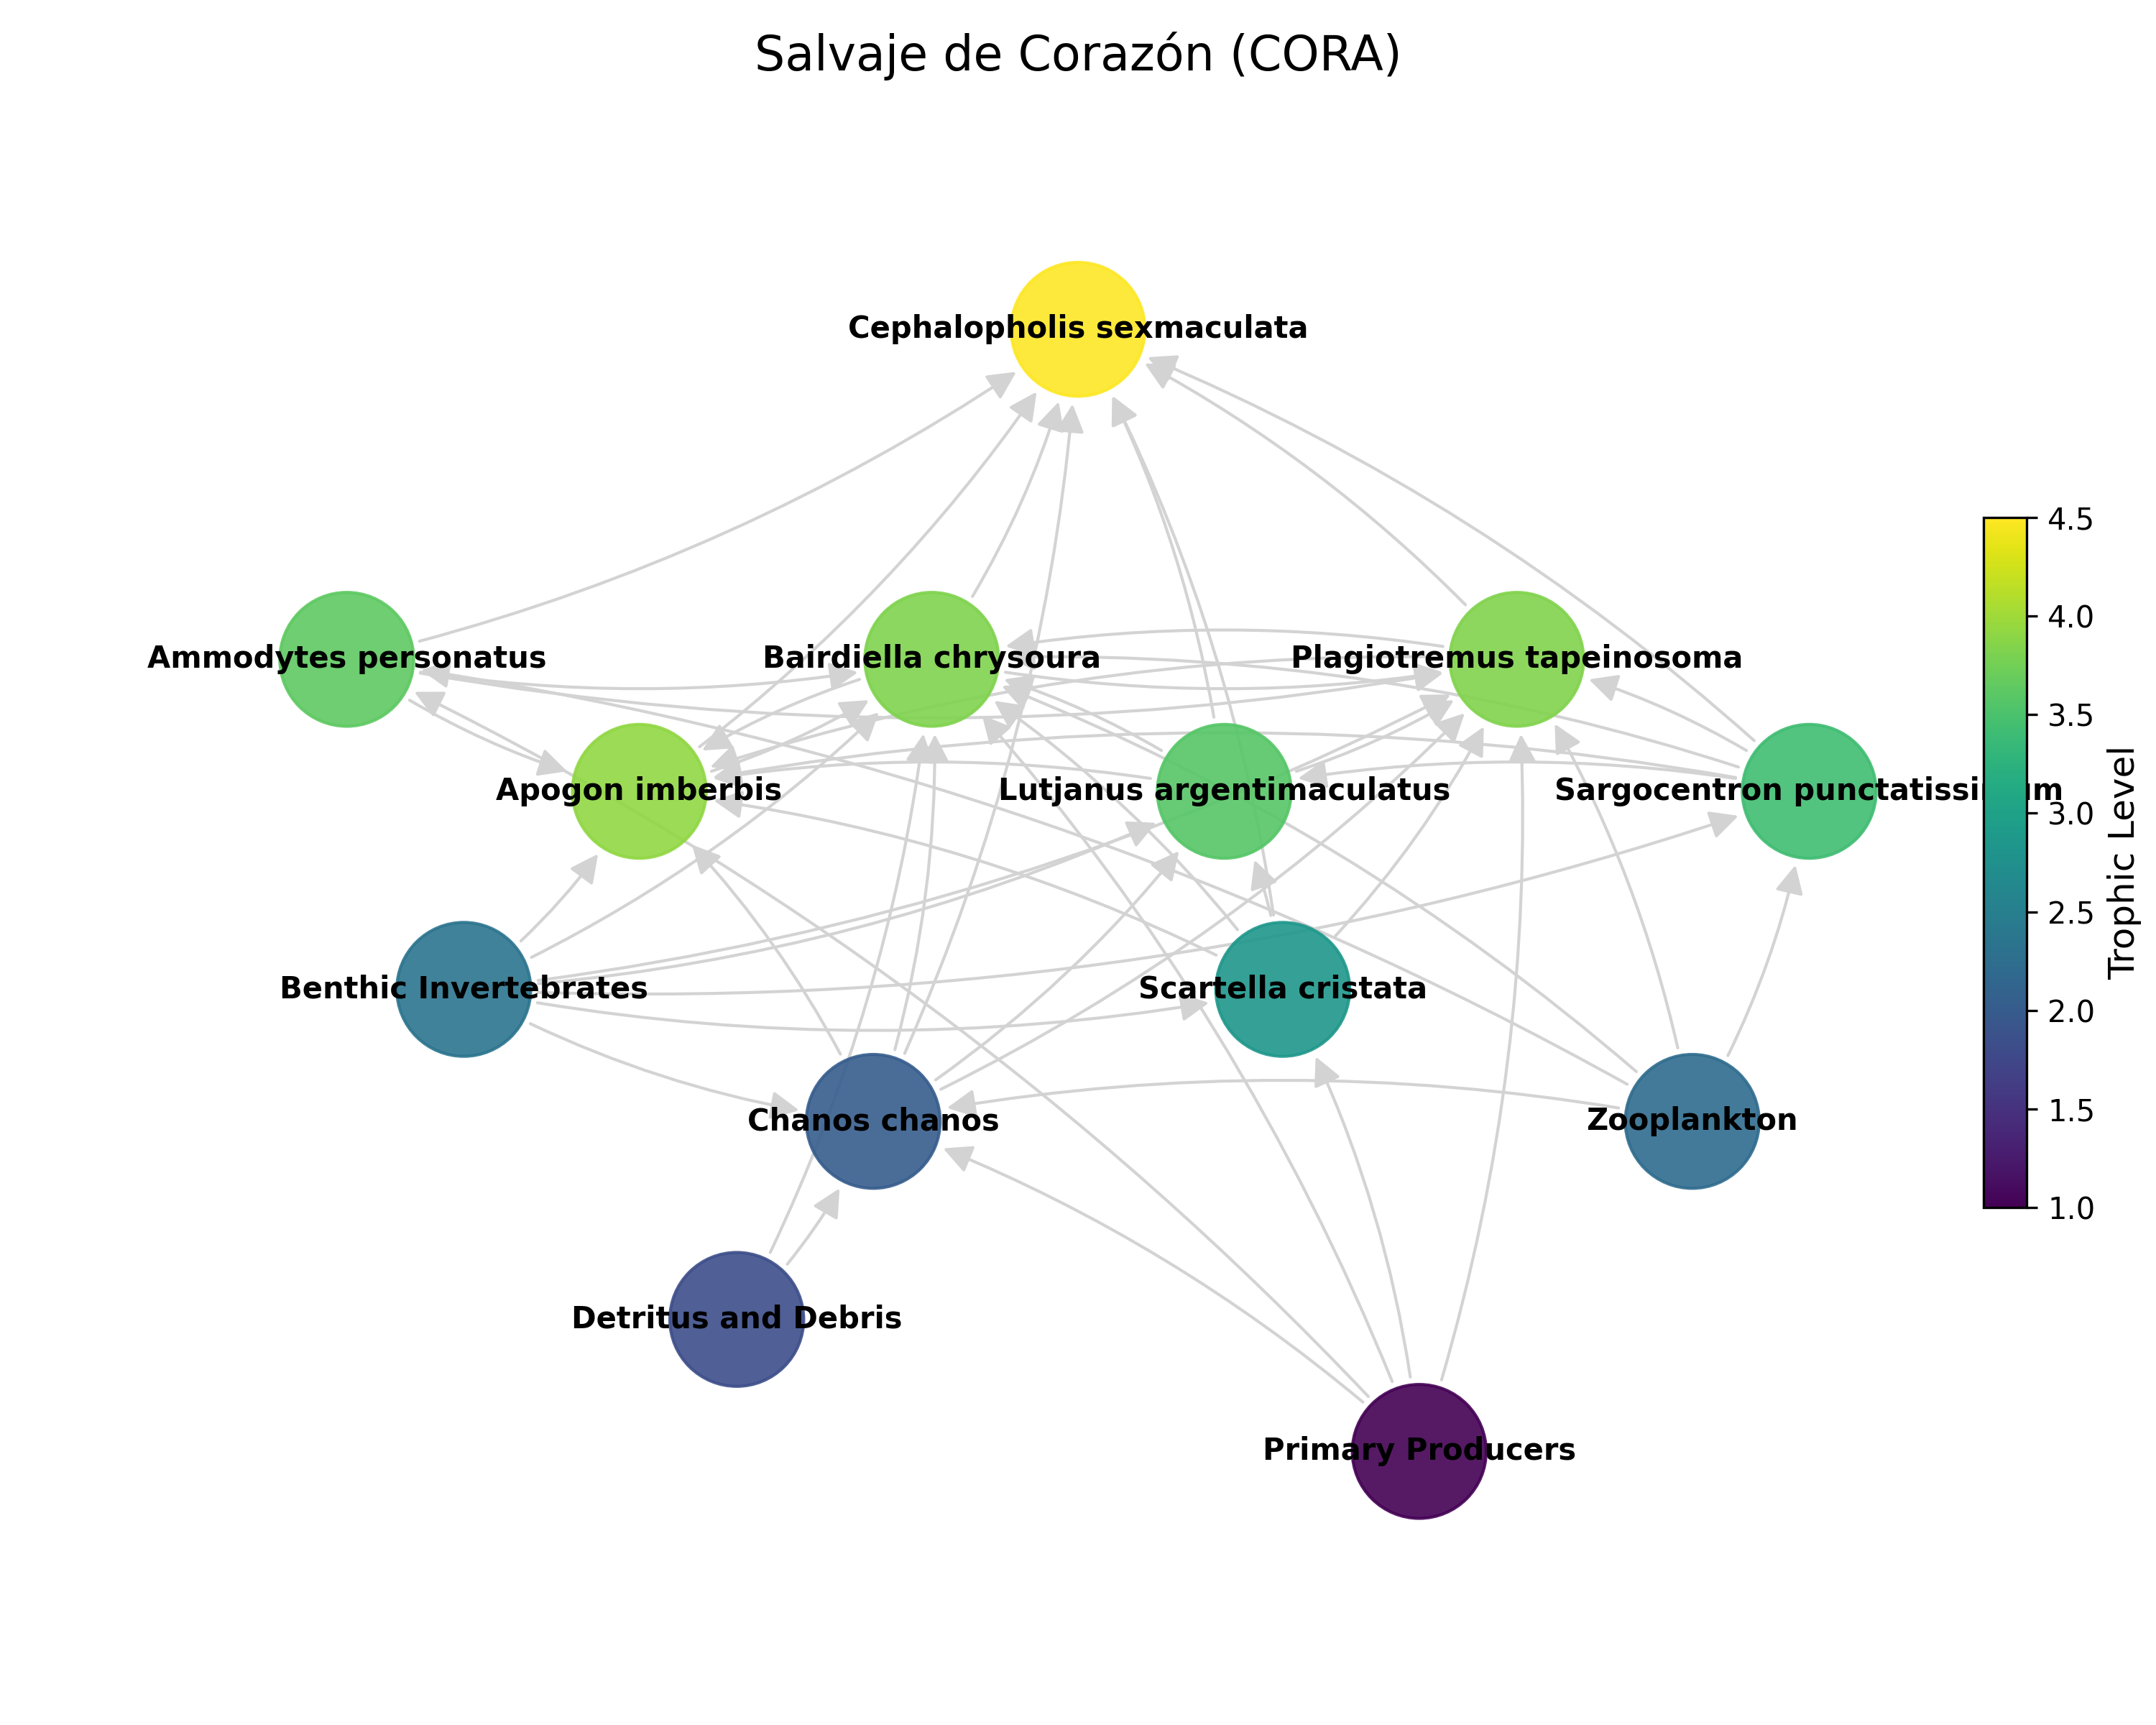 Salvaje de Corazón (CORA)
Cephalopholis sexmaculata
Ammodytes personatus
Bairdiella chrysoura
Plagiotremus tapeinosoma
Apogon imberbis
Lutjanus argentimaculatus
Sargocentron punctatissimum
Benthic Invertebrates
Scartella cristata
Chanos chanos
Zooplankton
Detritus and Debris
Primary Producers
4.5
4.0
3.5
3.0
2.5
2.0
1.5
1.0
Trophic Level